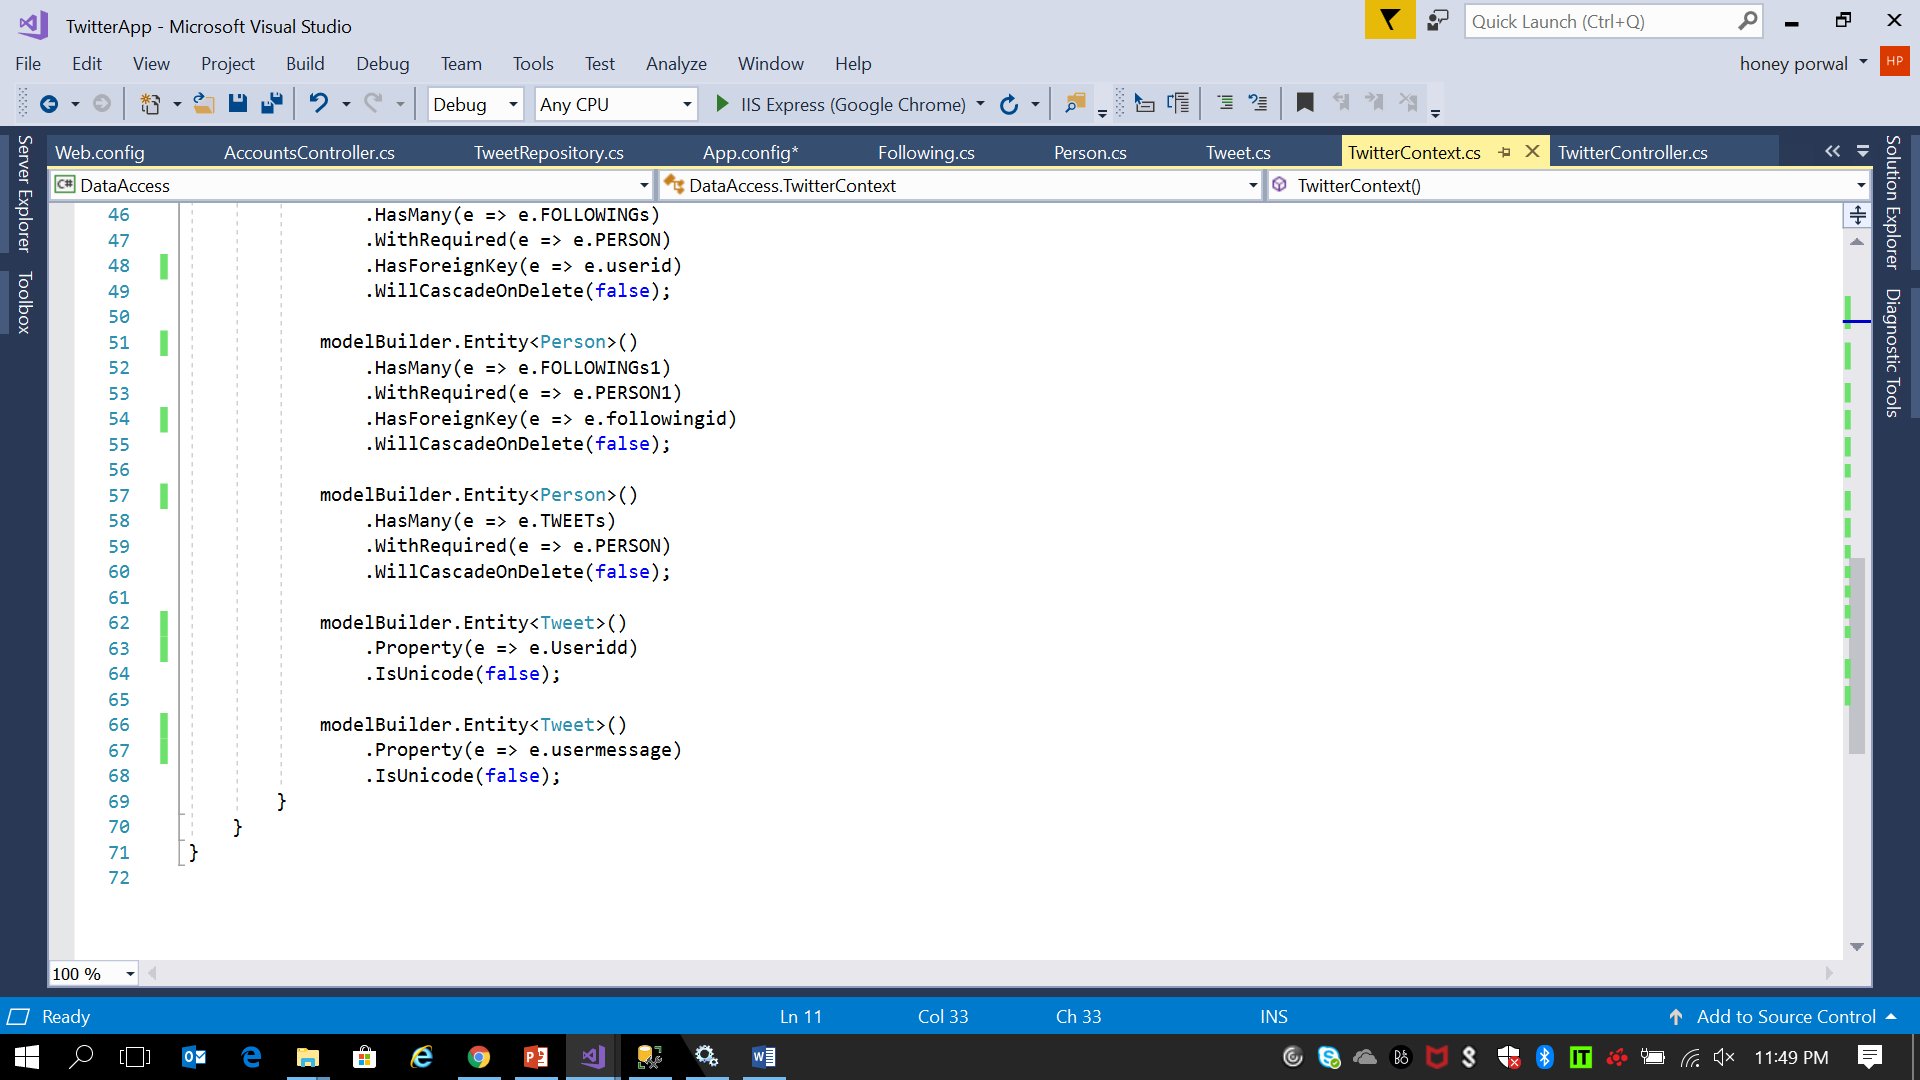 TwitterApp - Microsoft Visual Studio
Quick Launch (Ctrl+Q)
File Edit View Project Build Debug Team Tools Test Analyze Window Help
honey porwal HP
Debug Any CPU IIS Express (Google Chrome)
Web.config AccountsController.cs TweetRepository.cs App.config* Following.cs Person.cs Tweet.cs TwitterContext.cs TwitterController.cs
C# DataAccess DataAccess.TwitterContext TwitterContext()
Server Explorer
Toolbox
Solution Explorer
Diagnostic Tools
46 .HasMany(e => e.FOLLOWINGs)
47 .WithRequired(e => e.PERSON)
48 .HasForeignKey(e => e.userid)
49 .WillCascadeOnDelete(false);
50
51 modelBuilder.Entity<Person>()
52 .HasMany(e => e.FOLLOWINGs1)
53 .WithRequired(e => e.PERSON1)
54 .HasForeignKey(e => e.followingid)
55 .WillCascadeOnDelete(false);
56
57 modelBuilder.Entity<Person>()
58 .HasMany(e => e.TWEETs)
59 .WithRequired(e => e.PERSON)
60 .WillCascadeOnDelete(false);
61
62 modelBuilder.Entity<Tweet>()
63 .Property(e => e.Useridd)
64 .IsUnicode(false);
65
66 modelBuilder.Entity<Tweet>()
67 .Property(e => e.usermessage)
68 .IsUnicode(false);
69 }
70 }
71 }
72
100 %
Ready Ln 11 Col 33 Ch 33 INS Add to Source Control
11:49 PM